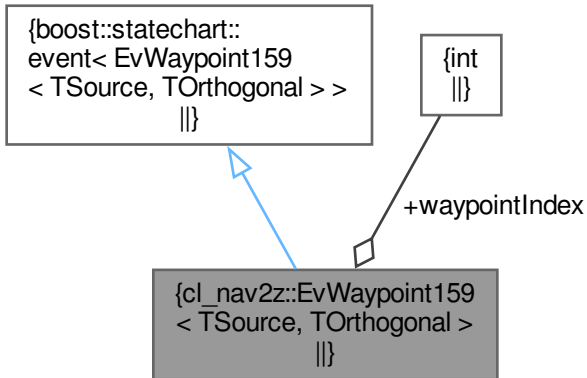 {boost::statechart::
event< EvWaypoint159
< TSource, TOrthogonal > >
||}
{int
||}
+waypointIndex
{cl_nav2z::EvWaypoint159
< TSource, TOrthogonal >
||}